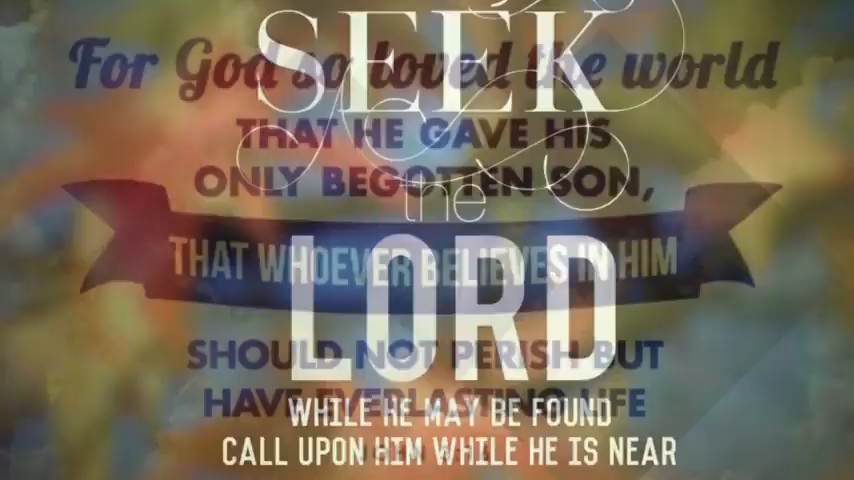 SEEK
For God so loved the world
THAT HE GAVE HIS
ONLY BEGOTTEN SON,
the
THAT WHOEVER BELIEVES IN HIM
LORD
SHOULD NOT PERISH BUT
HAVE EVERLASTING LIFE
WHILE HE MAY BE FOUND
CALL UPON HIM WHILE HE IS NEAR